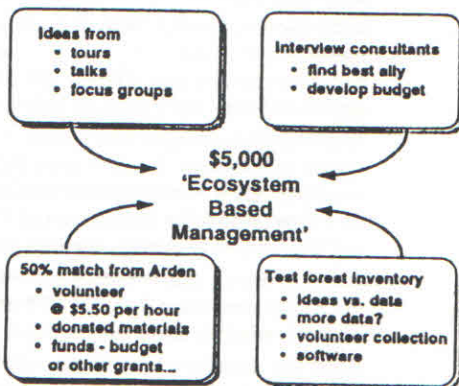 Ideas from
• tours
• talks
• focus groups
Interview consultants
• find best ally
• develop budget
$5,000
'Ecosystem
Based
Management'
50% match from Arden
• volunteer
@ $5.50 per hour
• donated materials
• funds - budget
or other grants...
Test forest inventory
• ideas vs. data
• more data?
• volunteer collection
• software